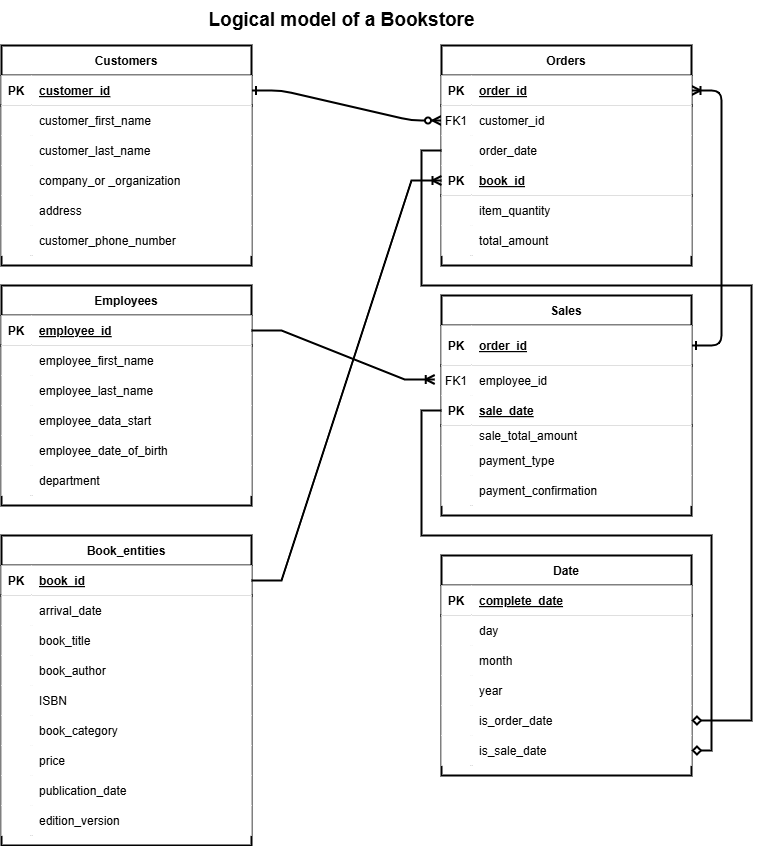 Logical model of a Bookstore
Customers
PK customer_id
customer_first_name
customer_last_name
company_or _organization
address
customer_phone_number
Employees
PK employee_id
employee_first_name
employee_last_name
employee_data_start
employee_date_of_birth
department
Book_entities
PK book_id
arrival_date
book_title
book_author
ISBN
book_category
price
publication_date
edition_version
Orders
PK order_id
FK1 customer_id
order_date
PK book_id
item_quantity
total_amount
Sales
PK order_id
FK1 employee_id
PK sale_date
sale_total_amount
payment_type
payment_confirmation
Date
PK complete_date
day
month
year
is_order_date
is_sale_date